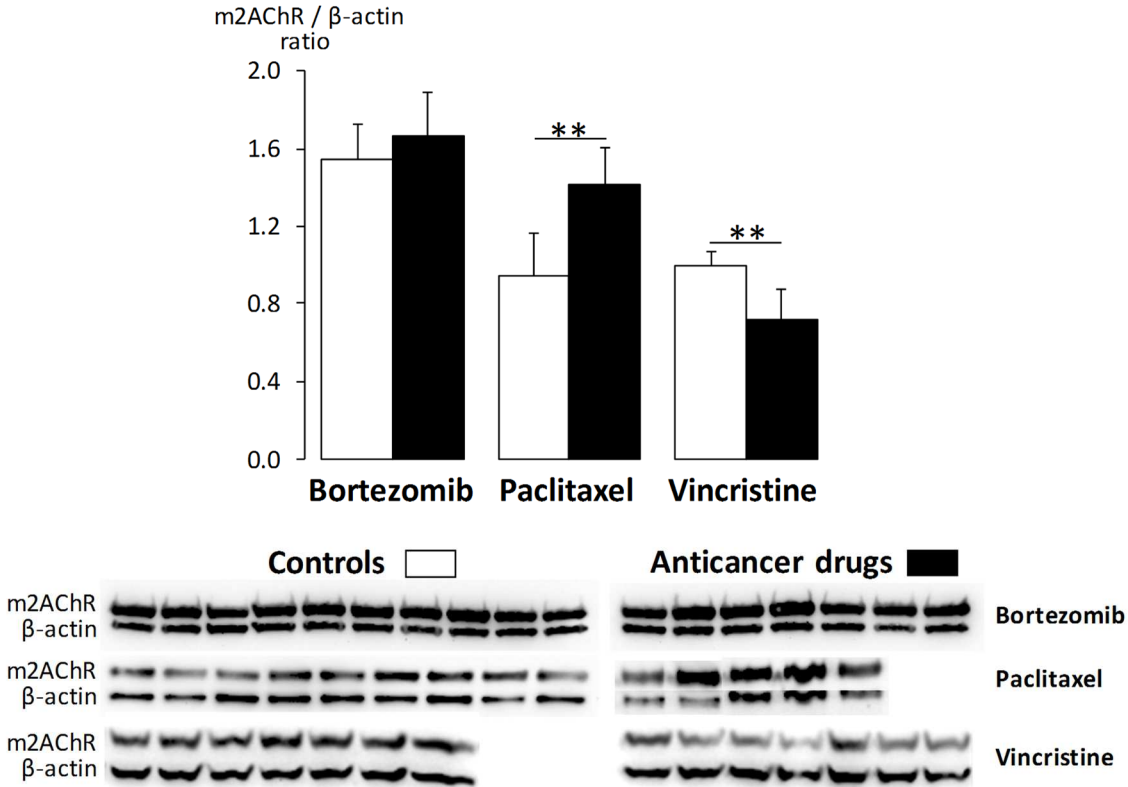 m2AChR / β-actin
ratio
2.0
1.6
1.2
0.8
0.4
0.0
**
**
Bortezomib Paclitaxel Vincristine
Controls Anticancer drugs
m2AChR
β-actin
Bortezomib
m2AChR
β-actin
Paclitaxel
m2AChR
β-actin
Vincristine